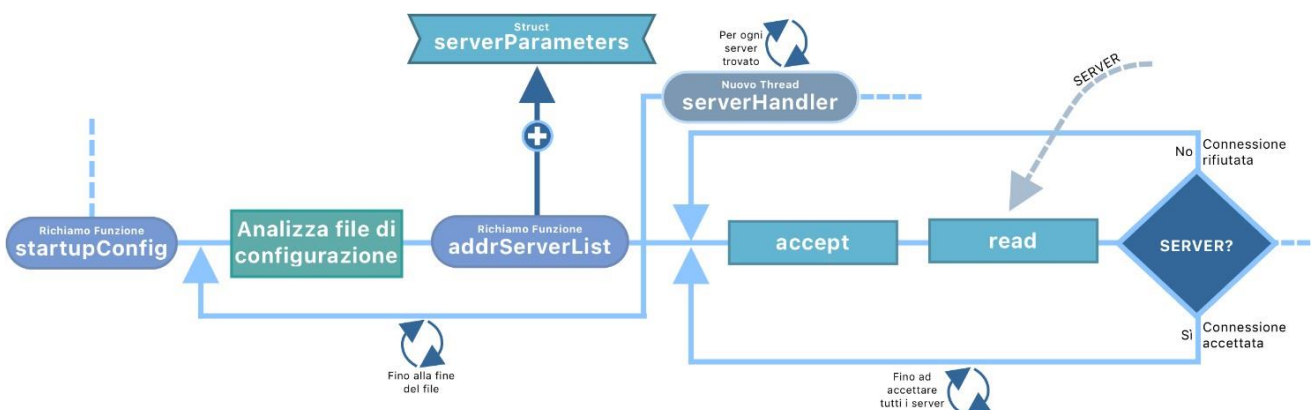 Struct
serverParameters
Per ogni
server
trovato
Nuovo Thread
serverHandler
SERVER
No
Connessione
rifiutata
Richiamo Funzione
startupConfig
Analizza file di
configurazione
Richiamo Funzione
addrServerList
accept
read
SERVER?
Sì
Connessione
accettata
Fino alla fine
del file
Fino ad
accettare
tutti i server